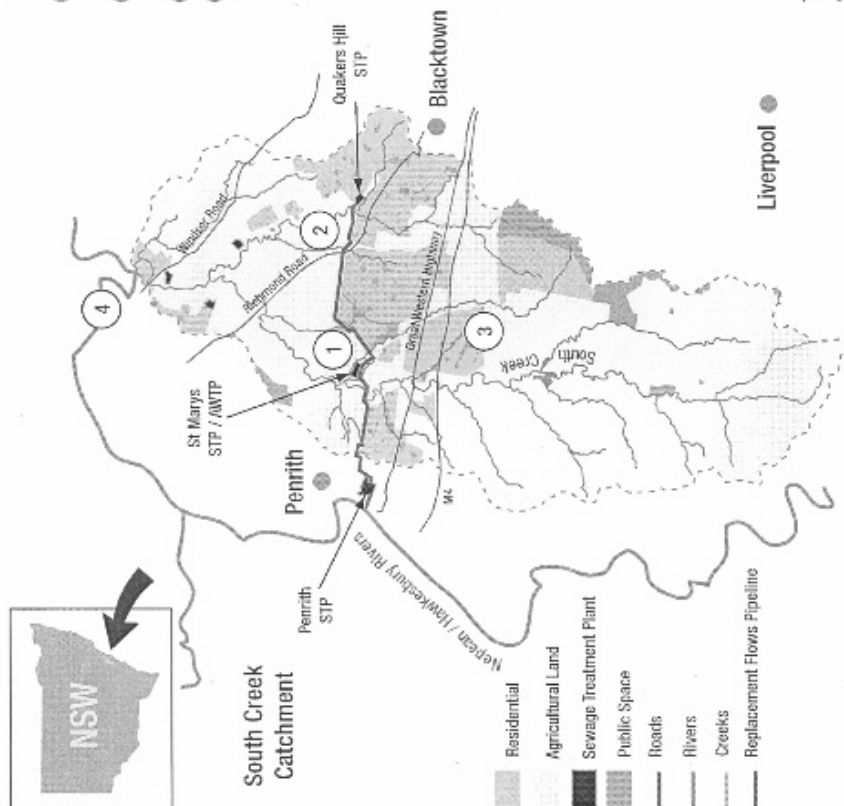 NSW
South Creek
Catchment
4
Windsor Road
Quakers Hill
STP
2
Richmond Road
Blacktown
1
St Marys
STP / AWTP
Great Western Highway
3
Penrith
Penrith
STP
M4
South
Creek
Liverpool
Nepean / Hawkesbury Rivers
Residential
Agricultural Land
Sewage Treatment Plant
Public Space
Roads
Rivers
Creeks
Replacement Flows Pipeline